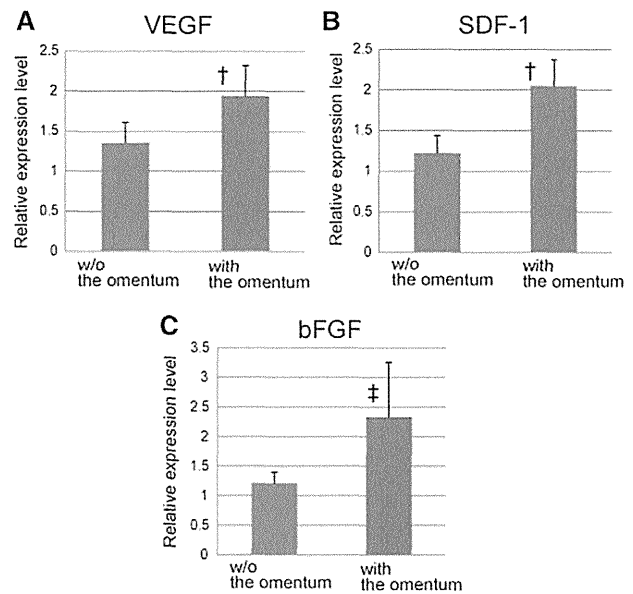 A
VEGF
Relative expression level
2.5
2
1.5
1
0.5
0
†
w/o
the omentum
with
the omentum
B
SDF-1
Relative expression level
2.5
2
1.5
1
0.5
0
†
w/o
the omentum
with
the omentum
C
bFGF
Relative expression level
3.5
3
2.5
2
1.5
1
0.5
0
‡
w/o
the omentum
with
the omentum